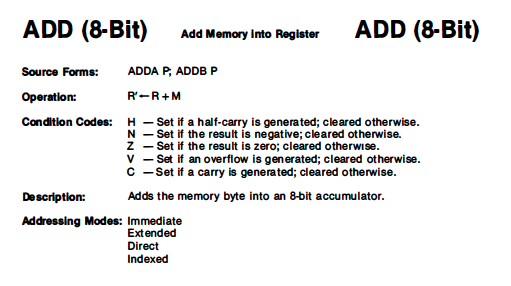 ADD (8-Bit) Add Memory into Register ADD (8-Bit)
Source Forms: ADDA P; ADDB P
Operation: R'←R + M
Condition Codes: H — Set if a half-carry is generated; cleared otherwise.
N — Set if the result is negative; cleared otherwise.
Z — Set if the result is zero; cleared otherwise.
V — Set if an overflow is generated; cleared otherwise.
C — Set if a carry is generated; cleared otherwise.
Description: Adds the memory byte into an 8-bit accumulator.
Addressing Modes: Immediate
Extended
Direct
Indexed